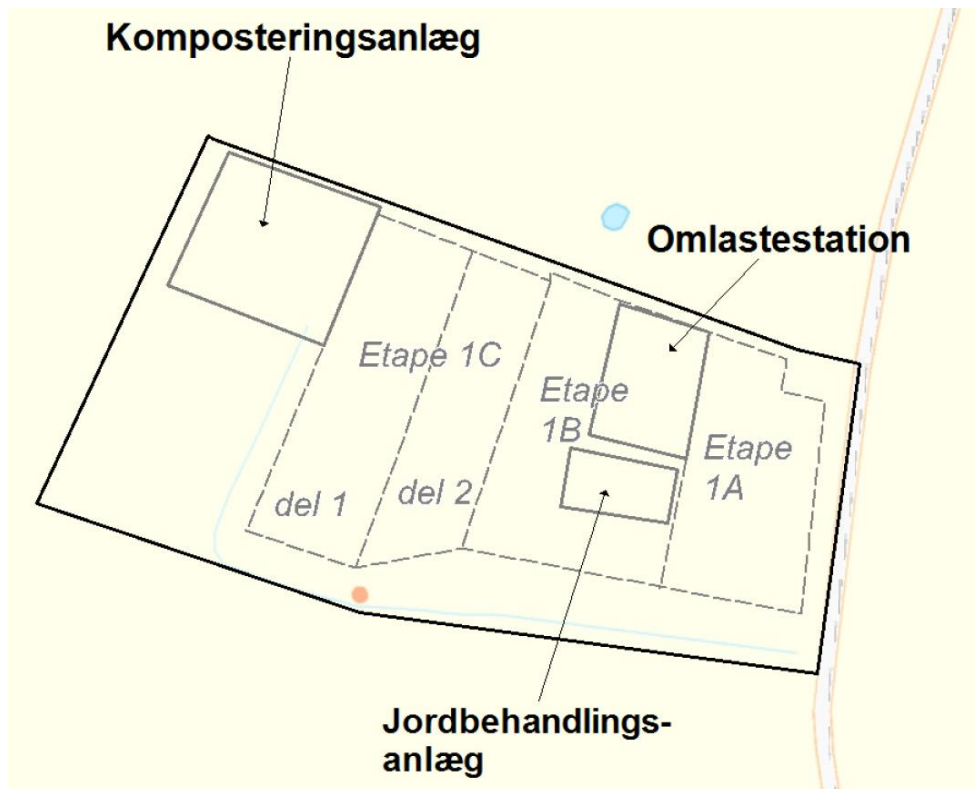 Komposteringsanlæg
Omlastestation
Etape 1C
Etape
1B
Etape
1A
del 1
del 2
Jordbehandlings-
anlæg